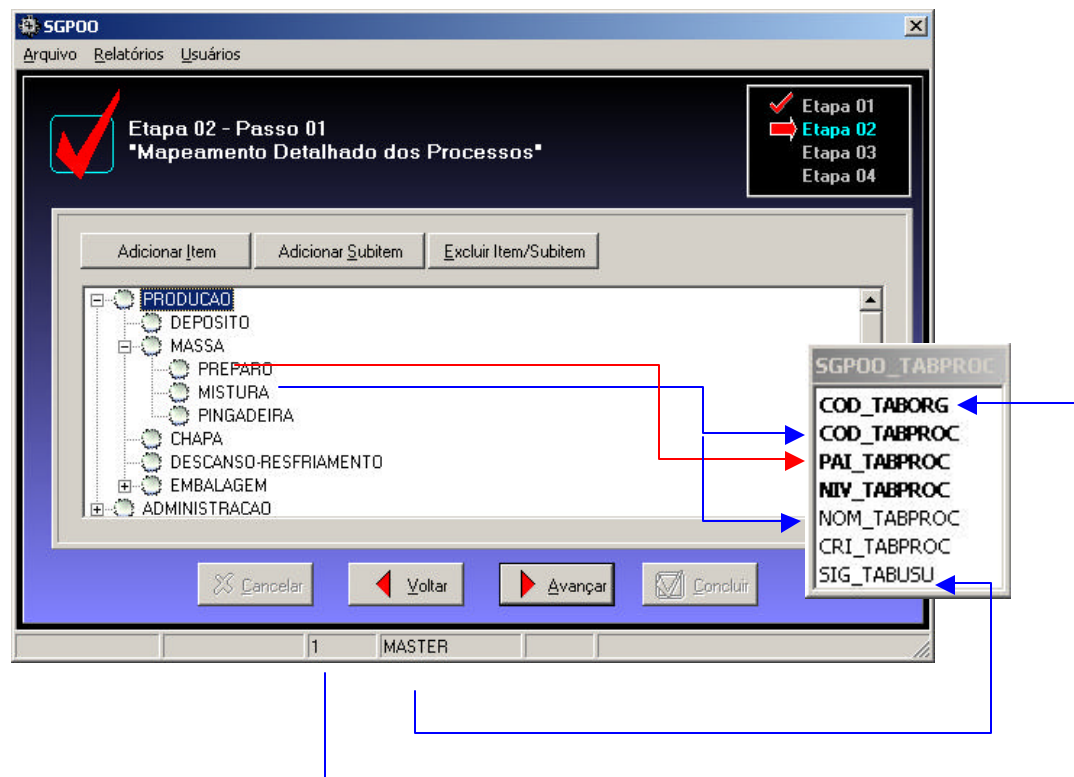 SGPOO
Arquivo Relatórios Usuários
Etapa 02 - Passo 01
"Mapeamento Detalhado dos Processos"
Etapa 01
Etapa 02
Etapa 03
Etapa 04
Adicionar Item Adicionar Subitem Excluir Item/Subitem
PRODUCAO
DEPOSITO
MASSA
PREPARO
MISTURA
PINGADEIRA
CHAPA
DESCANSO-RESFRIAMENTO
EMBALAGEM
ADMINISTRACAO
SGPOO_TABPROC
COD_TABORG
COD_TABPROC
PAI_TABPROC
NIV_TABPROC
NOM_TABPROC
CRI_TABPROC
SIG_TABUSU
Cancelar Voltar Avançar Concluir
1 MASTER